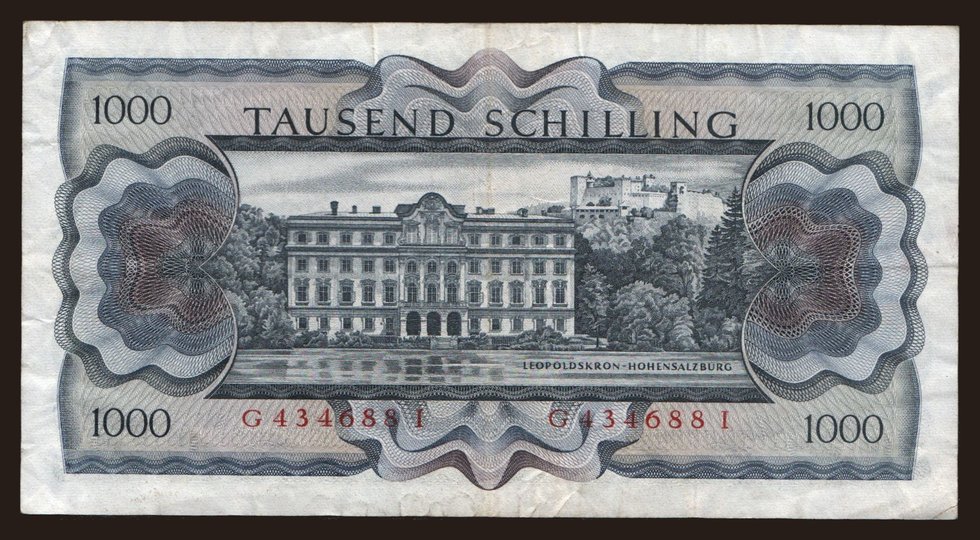 1000 1000
TAUSEND SCHILLING
LEOPOLDSKRON-HOHENSALZBURG
G 434688 I G 434688 I
1000 1000